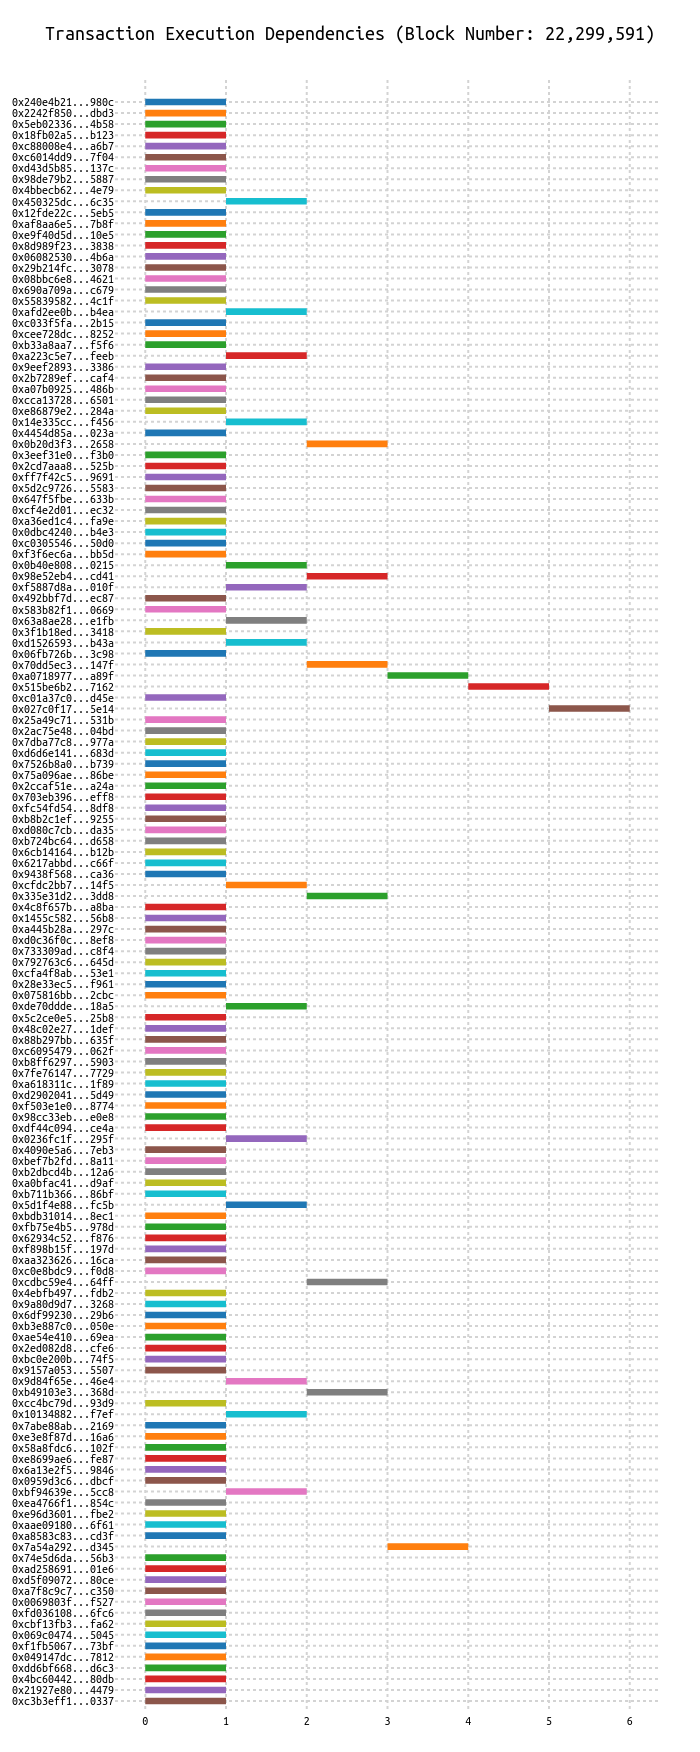 Transaction Execution Dependencies (Block Number: 22,299,591)
0x240e4b21...980c
0x2242f850...dbd3
0x5eb02336...4b58
0x18fb02a5...b123
0xc88008e4...a6b7
0xc6014dd9...7f04
0xd43d5b85...137c
0x98de79b2...5887
0x4bbecb62...4e79
0x450325dc...6c35
0x12fde22c...5eb5
0xaf8aa6e5...7b8f
0xe9f40d5d...10e5
0x8d989f23...3838
0x06082530...4b6a
0x29b214fc...3078
0x08bbc6e8...4621
0x690a709a...c679
0x55839582...4c1f
0xafd2ee0b...b4ea
0xc033f5fa...2b15
0xcee728dc...8252
0xb33a8aa7...f5f6
0xa223c5e7...feeb
0x9eef2893...3386
0x2b7289ef...caf4
0xa07b0925...486b
0xcca13728...6501
0xe86879e2...284a
0x14e335cc...f456
0x4454d85a...023a
0x0b20d3f3...2658
0x3eef31e0...f3b0
0x2cd7aaa8...525b
0xff7f42c5...9691
0x5d2c9726...5583
0x647f5fbe...633b
0xcf4e2d01...ec32
0xa36ed1c4...fa9e
0x0dbc4240...b4e3
0xc0305546...50d0
0xf3f6ec6a...bb5d
0x0b40e808...0215
0x98e52eb4...cd41
0xf5887d8a...010f
0x492bbf7d...ec87
0x583b82f1...0669
0x63a8ae28...e1fb
0x3f1b18ed...3418
0xd1526593...b43a
0x06fb726b...3c98
0x70dd5ec3...147f
0xa0718977...a89f
0x515be6b2...7162
0xc01a37c0...d45e
0x027c0f17...5e14
0x25a49c71...531b
0x2ac75e48...04bd
0x7dba77c8...977a
0xd6d6e141...683d
0x7526b8a0...b739
0x75a096ae...86be
0x2ccaf51e...a24a
0x703eb396...eff8
0xfc54fd54...8df8
0xb8b2c1ef...9255
0xd080c7cb...da35
0xb724bc64...d658
0x6cb14164...b12b
0x6217abbd...c66f
0x9438f568...ca36
0xcfdc2bb7...14f5
0x335e31d2...3dd8
0x4c8f657b...a8ba
0x1455c582...56b8
0xa445b28a...297c
0xd0c36f0c...8ef8
0x733309ad...c8f4
0x792763c6...645d
0xcfa4f8ab...53e1
0x28e33ec5...f961
0x075816bb...2cbc
0xde70ddde...18a5
0x5c2ce0e5...25b8
0x48c02e27...1def
0x88b297bb...635f
0xc6095479...062f
0xb8ff6297...5903
0x7fe76147...7729
0xa618311c...1f89
0xd2902041...5d49
0xf503e1e0...8774
0x98cc33eb...e0e8
0xdf44c094...ce4a
0x0236fc1f...295f
0x4090e5a6...7eb3
0xbef7b2fd...8a11
0xb2dbcd4b...12a6
0xa0bfac41...d9af
0xb711b366...86bf
0x5d1f4e88...fc5b
0xbdb31014...8ec1
0xfb75e4b5...978d
0x62934c52...f876
0xf898b15f...197d
0xaa323626...16ca
0xc0e8bdc9...f0d8
0xcdbc59e4...64ff
0x4ebfb497...fdb2
0x9a80d9d7...3268
0x6df99230...29b6
0xb3e887c0...050e
0xae54e410...69ea
0x2ed082d8...cfe6
0xbc0e200b...74f5
0x9157a053...5507
0x9d84f65e...46e4
0xb49103e3...368d
0xcc4bc79d...93d9
0x10134882...f7ef
0x7abe88ab...2169
0xe3e8f87d...16a6
0x58a8fdc6...102f
0xe8699ae6...fe87
0x6a13e2f5...9846
0x0959d3c6...dbcf
0xbf94639e...5cc8
0xea4766f1...854c
0xe96d3601...fbe2
0xaae09180...6f61
0xa8583c83...cd3f
0x7a54a292...d345
0x74e5d6da...56b3
0xad258691...01e6
0xd5f09072...80ce
0xa7f8c9c7...c350
0x0069803f...f527
0xfd036108...6fc6
0xcbf13fb3...fa62
0x069c0474...5045
0xf1fb5067...73bf
0x049147dc...7812
0xdd6bf668...d6c3
0x4bc60442...80db
0x21927e80...4479
0xc3b3eff1...0337
0 1 2 3 4 5 6